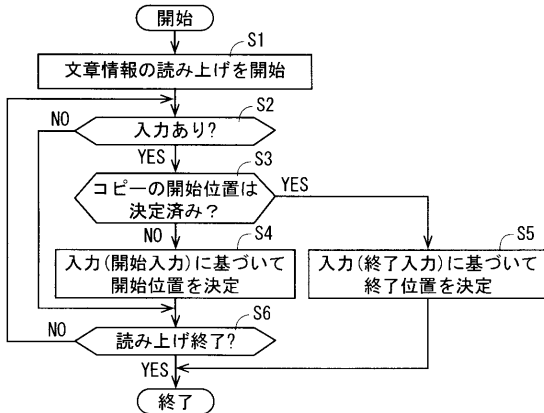 開始
S1
文章情報の読み上げを開始
S2
NO
入力あり?
YES
S3
コピーの開始位置は
決定済み?
YES
NO
S4
入力(開始入力)に基づいて
開始位置を決定
S5
入力(終了入力)に基づいて
終了位置を決定
S6
NO
読み上げ終了?
YES
終了